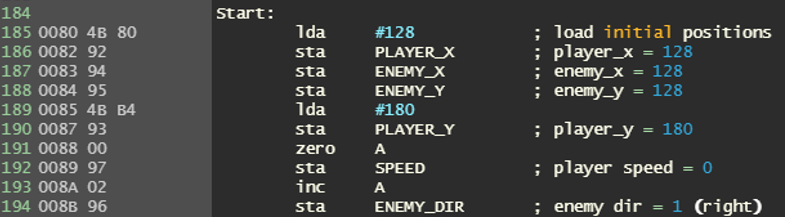 184 Start:
185 0080 4B 80 lda #128 ; load initial positions
186 0082 92 sta PLAYER_X ; player_x = 128
187 0083 94 sta ENEMY_X ; enemy_x = 128
188 0084 95 sta ENEMY_Y ; enemy_y = 128
189 0085 4B B4 lda #180
190 0087 93 sta PLAYER_Y ; player_y = 180
191 0088 00 zero A
192 0089 97 sta SPEED ; player speed = 0
193 008A 02 inc A
194 008B 96 sta ENEMY_DIR ; enemy dir = 1 (right)